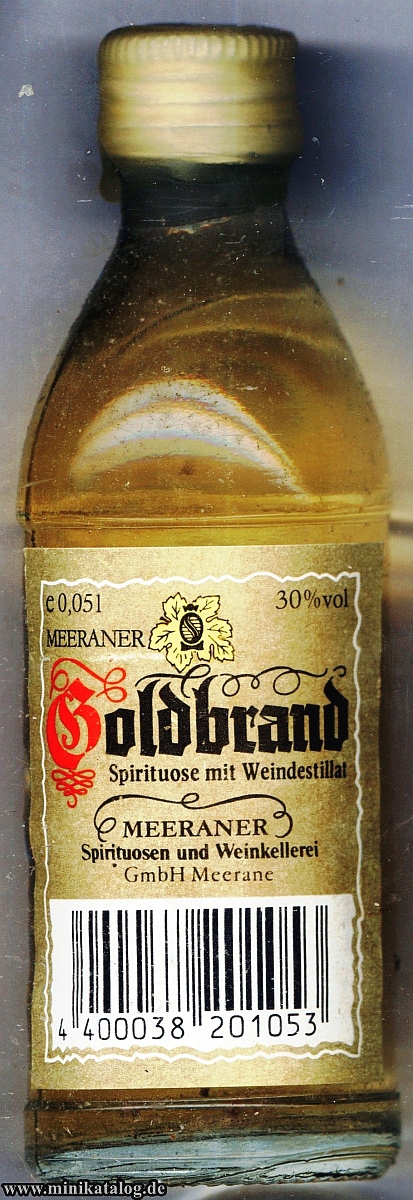 e 0,05 l 30%vol
MEERANER
Goldbrand
Spirituose mit Weindestillat
MEERANER
Spirituosen und Weinkellerei
GmbH Meerane
4 400038 201053
www.minikatalog.de